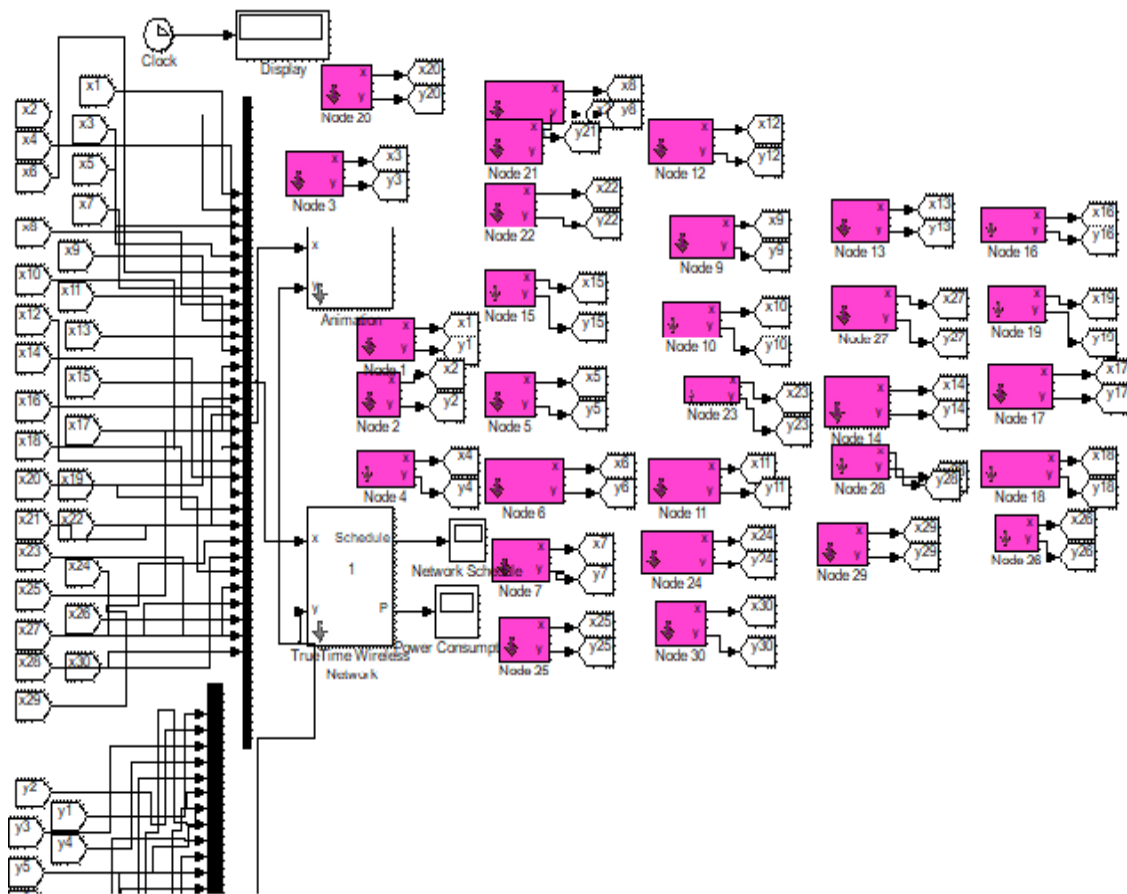 Clock
Display
x1
x2
x3
x4
x5
x6
x7
x8
x9
x10
x11
x12
x13
x14
x15
x16
x17
x18
x19
x20
x21
x22
x23
x24
x25
x26
x27
x28
x30
x29
y2
y1
y3
y4
y5
x
y
x20
y20
Node 20
x
y
x3
y3
Node 3
x
y
Animation
x
y
x1
y1
Node 1
x
y
x2
y2
Node 2
x
y
x4
y4
Node 4
x
y
Schedule
1
P
TrueTime Wireless
Network
Network Schedule
Power Consumpt
x
y
x8
y8
x
y
y21
Node 21
x
y
x22
y22
Node 22
x
y
x15
y15
Node 15
x
y
x5
y5
Node 5
x
y
x6
y6
Node 6
x
y
x7
y7
Node 7
x
y
x25
y25
Node 25
x
y
x12
y12
Node 12
x
y
x9
y9
Node 9
x
y
x10
y10
Node 10
x
y
x23
y23
Node 23
x
y
x11
y11
Node 11
x
y
x24
y24
Node 24
x
y
x30
y30
Node 30
x
y
x13
y13
Node 13
x
y
x27
y27
Node 27
x
y
x14
y14
Node 14
x
y
y28
Node 28
x
y
x29
y29
Node 29
x
y
x16
y16
Node 16
x
y
x19
y19
Node 19
x
y
x17
y17
Node 17
x
y
x18
y18
Node 18
x
y
x26
y26
Node 26